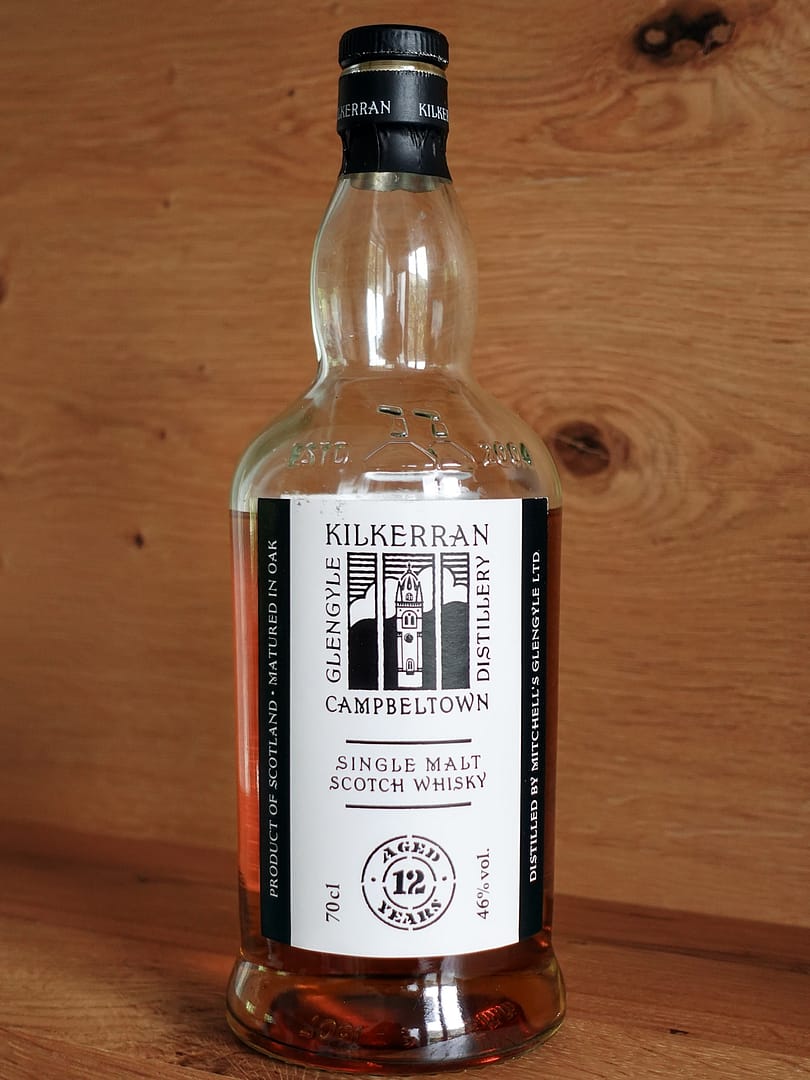 KILKERRAN
ESTD 2004
KILKERRAN
GLENGYLE
DISTILLERY
CAMPBELTOWN
SINGLE MALT
SCOTCH WHISKY
AGED
12
YEARS
70cl
46% vol.
PRODUCT OF SCOTLAND • MATURED IN OAK
DISTILLED BY MITCHELL'S GLENGYLE LTD.